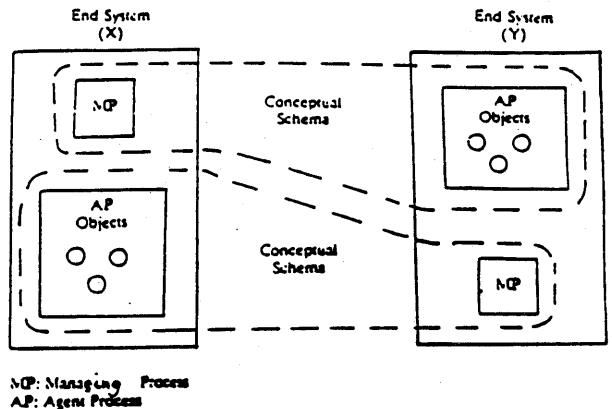 End System
(X)
End System
(Y)
MP
Conceptual
Schema
AP
Objects
AP
Objects
Conceptual
Schema
MP
MP: Managing Process
AP: Agent Process